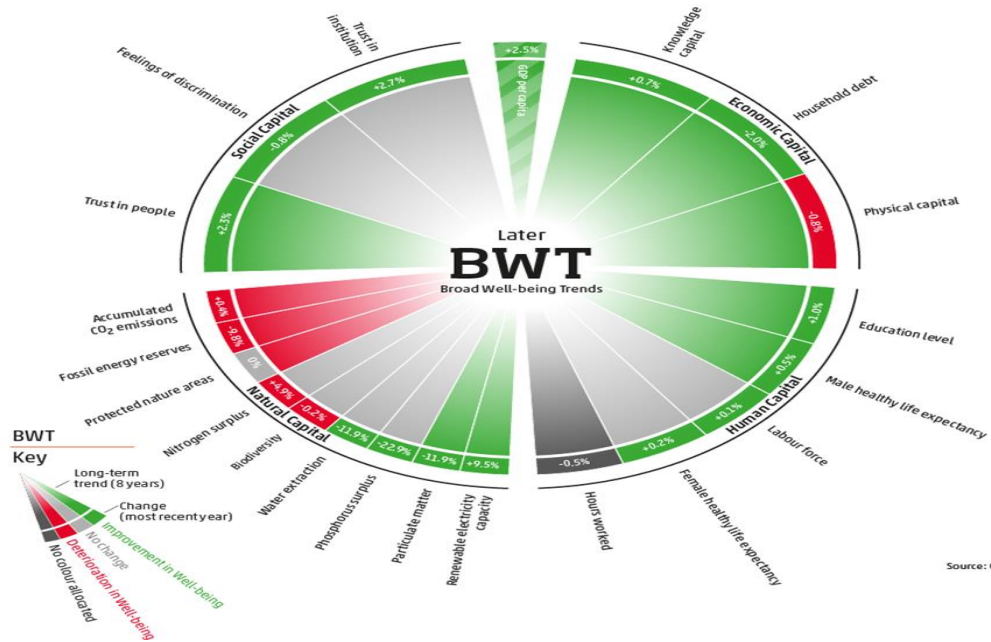 Later
BWT
Broad Well-being Trends
+2.5%
GDP per capita
Economic Capital
Knowledge
capital
+0.7%
Household debt
-2.0%
Physical capital
-0.8%
Human Capital
Education level
+1.0%
Male healthy life expectancy
+0.5%
Labour force
+0.1%
Female healthy life expectancy
+0.2%
Hours worked
-0.5%
Natural Capital
Renewable electricity
capacity
+9.5%
Particulate matter
-11.9%
Phosphorus surplus
-22.9%
Water extraction
-11.9%
Biodiversity
-0.2%
Nitrogen surplus
+4.9%
Protected nature areas
0%
Fossil energy reserves
-9.8%
Accumulated
CO2 emissions
+0.4%
Social Capital
Trust in people
+2.3%
Feelings of discrimination
-0.8%
Trust in
institution
+2.7%
BWT
Key
Long-term
trend (8 years)
Change
(most recent year)
Improvement in Well-being
No change
Deterioration in Well-being
No colour allocated
Source: